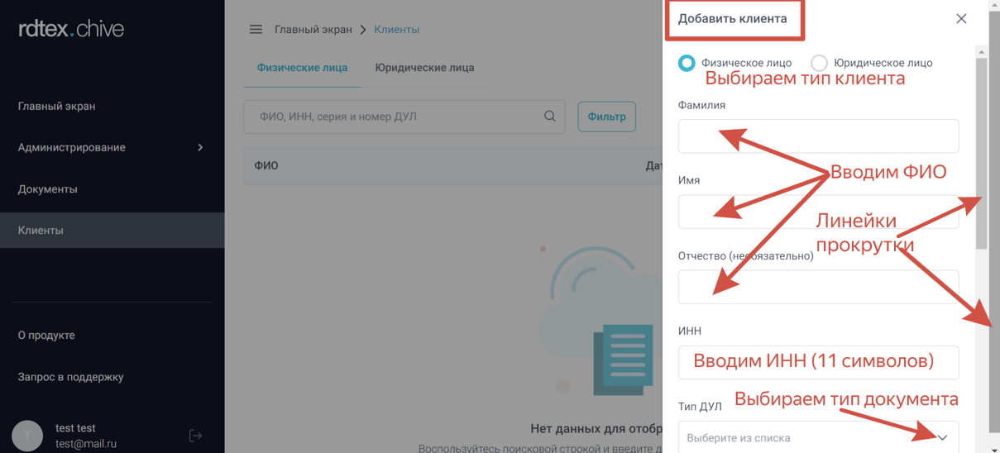 rdtex.chive
Главный экран
Администрирование
Документы
Клиенты
О продукте
Запрос в поддержку
T
test test
test@mail.ru
Главный экран > Клиенты
Физические лица Юридические лица
ФИО, ИНН, серия и номер ДУЛ
Фильтр
ФИО
Дат
Нет данных для отобр
Воспользуйтесь поисковой строкой и введите д
Добавить клиента
Физическое лицо Юридическое лицо
Выбираем тип клиента
Фамилия
Вводим ФИО
Имя
Линейки
прокрутки
Отчество (необязательно)
ИНН
Вводим ИНН (11 символов)
Выбираем тип документа
Тип ДУЛ
Выберите из списка